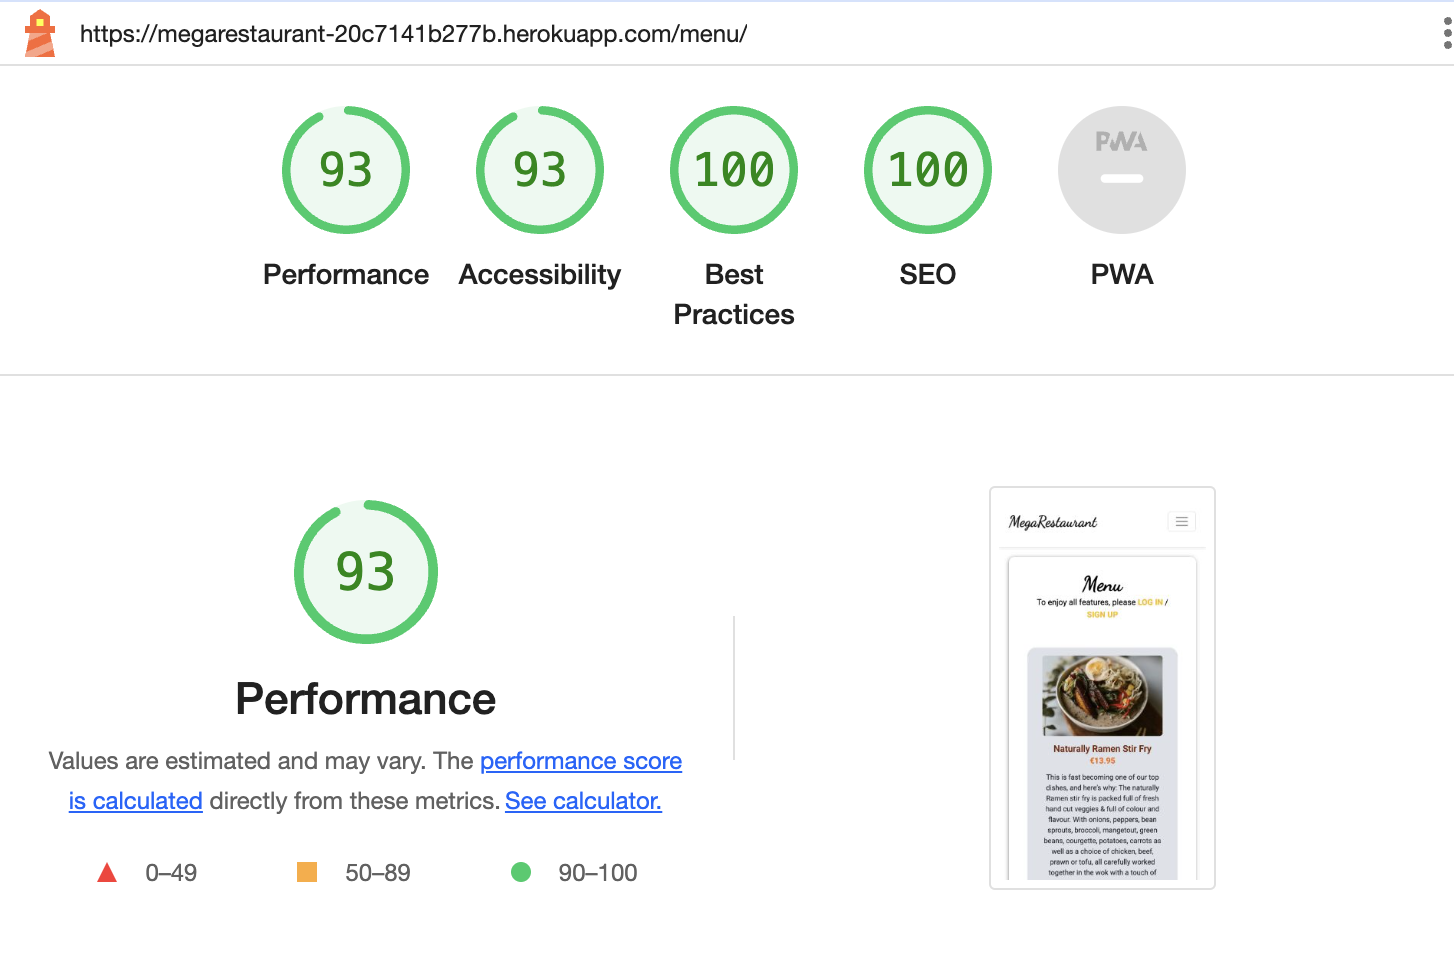 https://megarestaurant-20c7141b277b.herokuapp.com/menu/
93
93
100
100
PWA
Performance
Accessibility
Best
Practices
SEO
PWA
93
Performance
Values are estimated and may vary. The performance score
is calculated directly from these metrics. See calculator.
0–49
50–89
90–100
MegaRestaurant
Menu
To enjoy all features, please LOG IN /
SIGN UP
Naturally Ramen Stir Fry
€13.95
This is fast becoming one of our top
dishes, and here's why: The naturally
Ramen stir fry is packed full of fresh
hand cut veggies & full of colour and
flavour. With onions, peppers, bean
sprouts, broccoli, mangetout, green
beans, courgette, potatoes, carrots as
well as a choice of chicken, beef,
prawn or tofu, all carefully worked
together in the wok with a touch of